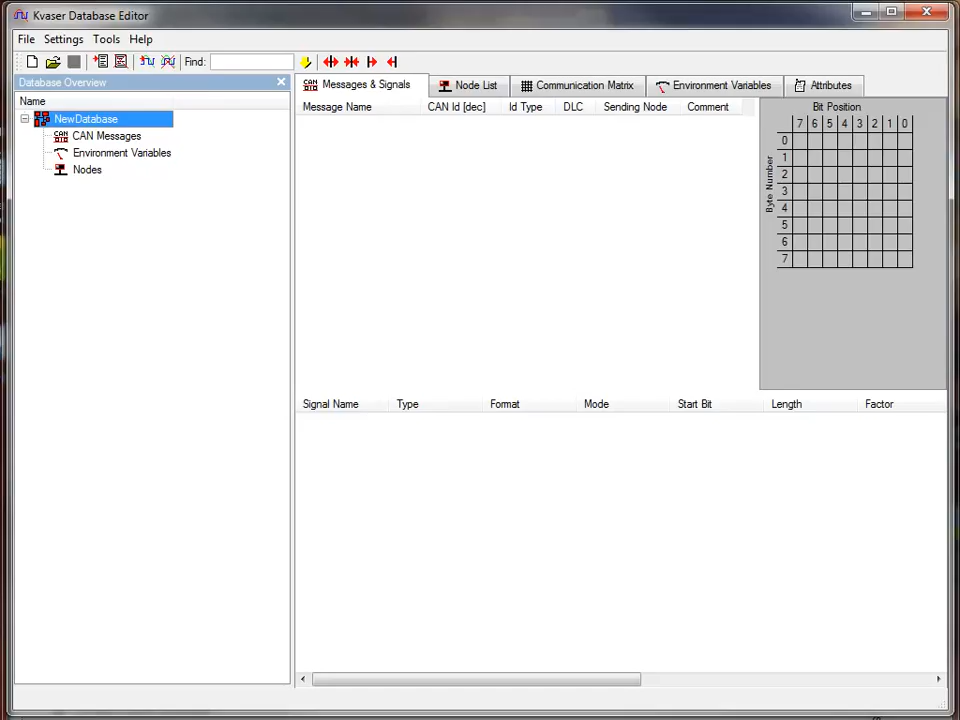 Kvaser Database Editor
File Settings Tools Help
Find:
Database Overview
Name
NewDatabase
CAN Messages
Environment Variables
Nodes
CAN Messages & Signals Node List Communication Matrix Environment Variables Attributes
Message Name CAN Id [dec] Id Type DLC Sending Node Comment
Bit Position
7 6 5 4 3 2 1 0
Byte Number
0
1
2
3
4
5
6
7
Signal Name Type Format Mode Start Bit Length Factor